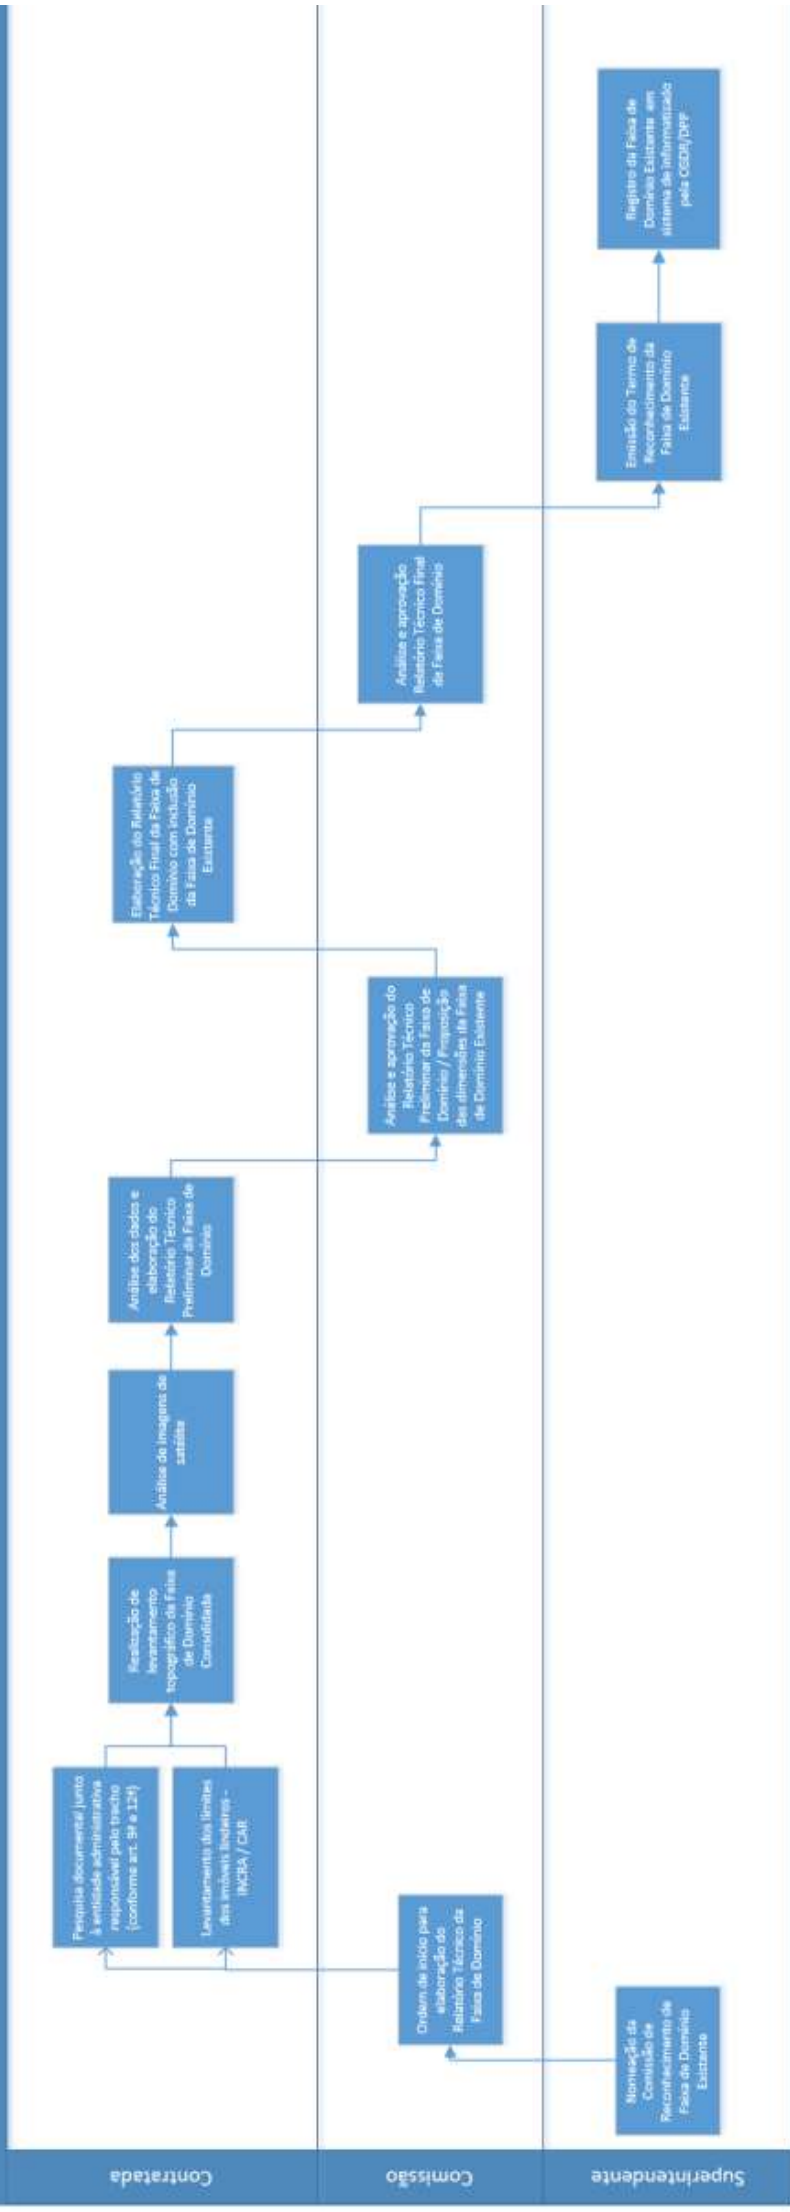 Contratada
Pesquisa documental junto
à entidade administrativa
responsável pelo trecho
(conforme art. 9º e 12º)
Levantamento dos limites
dos imóveis lindeiros -
INCRA / CAR
Realização de
levantamento
topográfico da Faixa
de Domínio
Consolidada
Análise de imagens de
satélite
Análise dos dados e
elaboração do
Relatório Técnico
Preliminar da Faixa de
Domínio
Elaboração do Relatório
Técnico Final da Faixa de
Domínio com inclusão
da Faixa de Domínio
Existente
Comissão
Ordem de início para
elaboração do
Relatório Técnico da
Faixa de Domínio
Análise e aprovação do
Relatório Técnico
Preliminar da Faixa de
Domínio / Proposição
das dimensões da Faixa
de Domínio Existente
Análise e aprovação
Relatório Técnico Final
de Faixa de Domínio
Superintendente
Nomeação da
Comissão de
Reconhecimento de
Faixa de Domínio
Existente
Emissão do Termo de
Reconhecimento da
Faixa de Domínio
Existente
Registro da Faixa de
Domínio Existente em
sistema de informatizado
pela CGDR/DPP